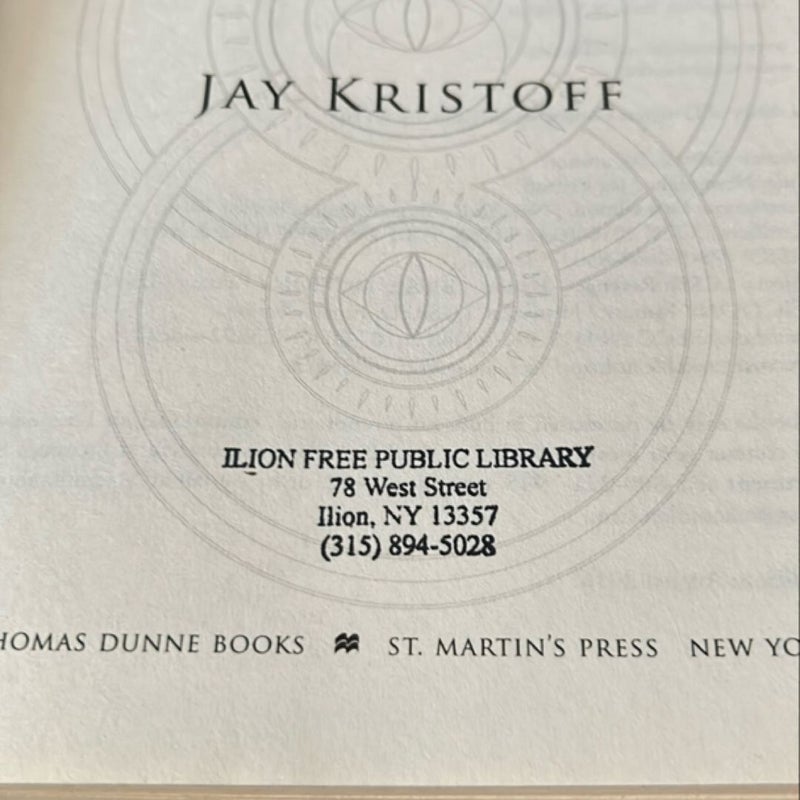 JAY KRISTOFF
ILION FREE PUBLIC LIBRARY
78 West Street
Ilion, NY 13357
(315) 894-5028
HOMAS DUNNE BOOKS ST. MARTIN'S PRESS NEW YO